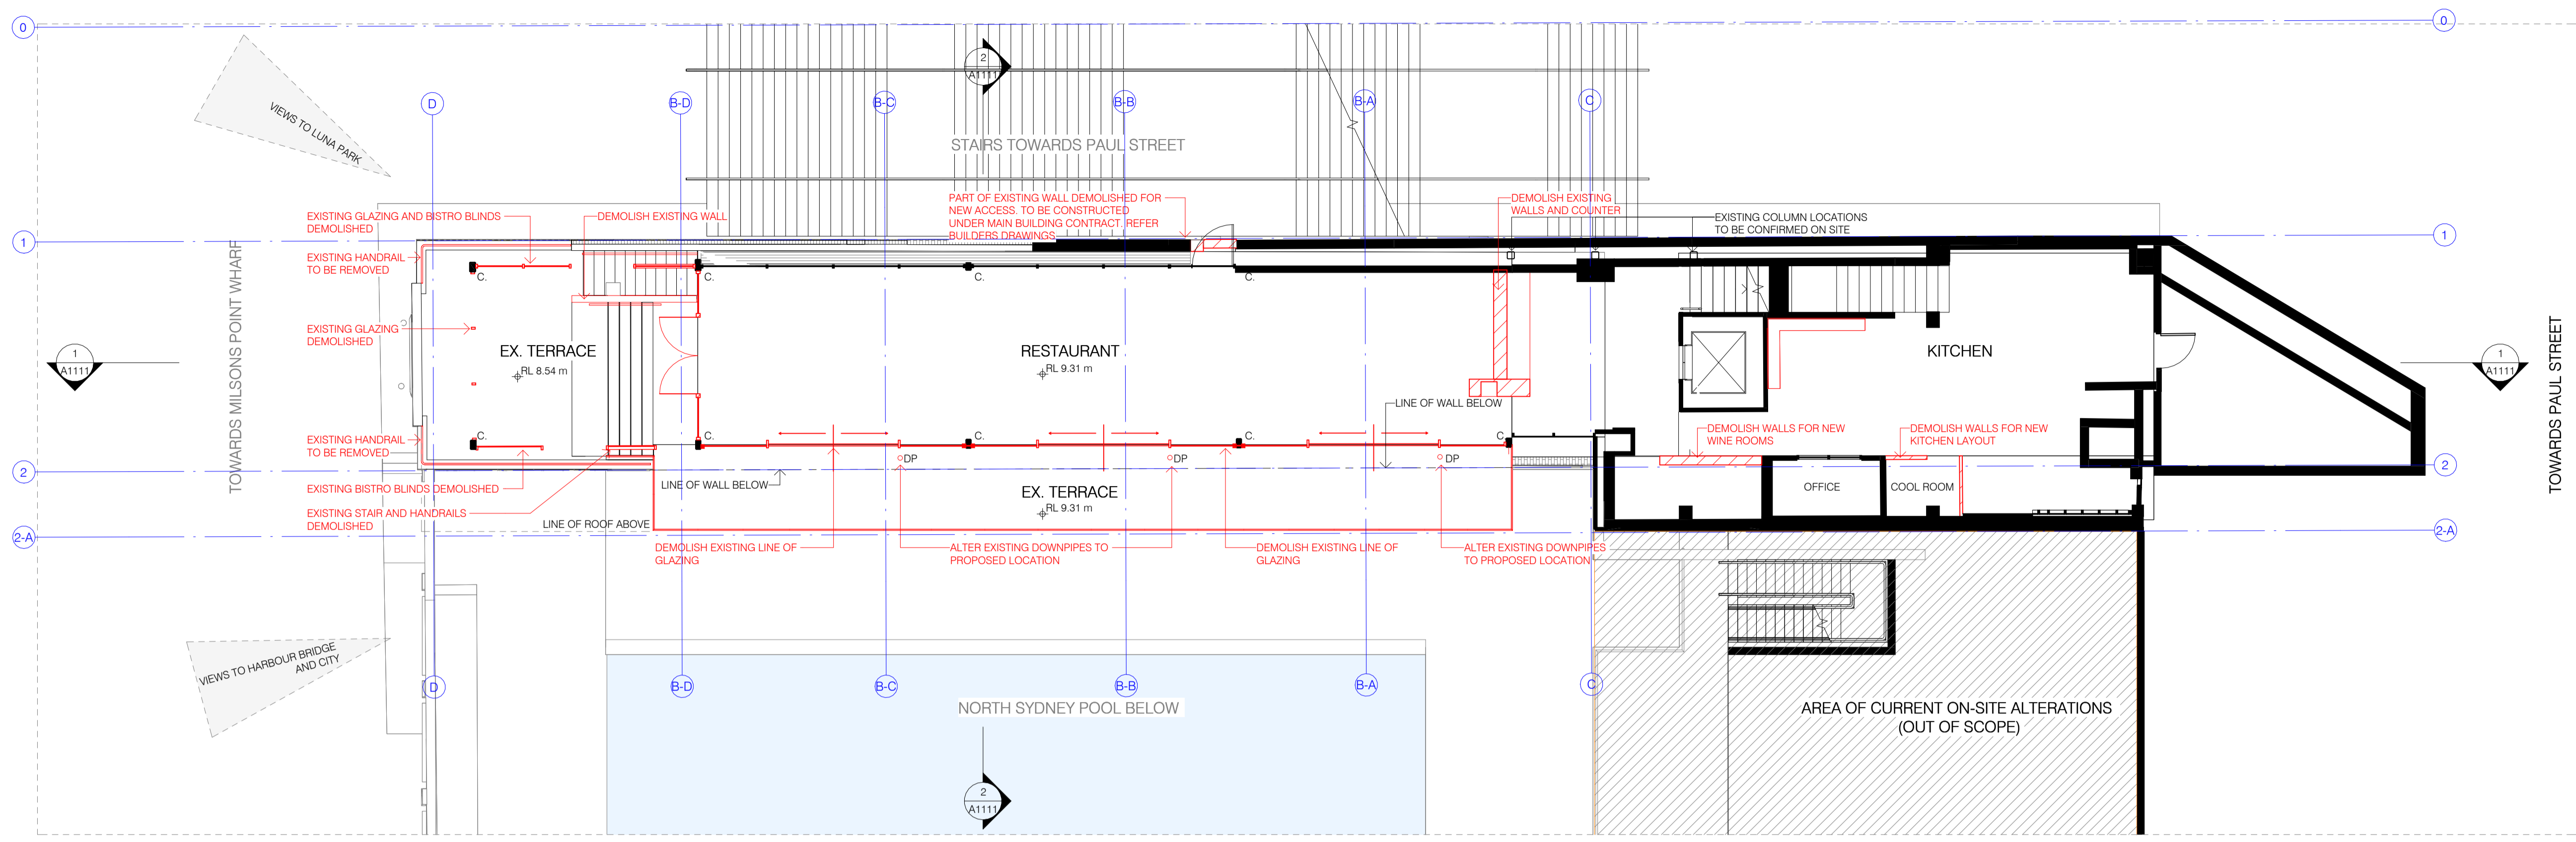 0
0
2
A1111
D
B-D
B-C
B-B
B-A
C
VIEWS TO LUNA PARK
STAIRS TOWARDS PAUL STREET
EXISTING GLAZING AND BISTRO BLINDS
DEMOLISHED
DEMOLISH EXISTING WALL
PART OF EXISTING WALL DEMOLISHED FOR
NEW ACCESS. TO BE CONSTRUCTED
UNDER MAIN BUILDING CONTRACT. REFER
BUILDERS DRAWINGS
DEMOLISH EXISTING
WALLS AND COUNTER
EXISTING COLUMN LOCATIONS
TO BE CONFIRMED ON SITE
1
1
EXISTING HANDRAIL
TO BE REMOVED
C.
C.
C.
C.
TOWARDS MILSONS POINT WHARF
EXISTING GLAZING
DEMOLISHED
EX. TERRACE
RL 8.54 m
RESTAURANT
RL 9.31 m
KITCHEN
1
A1111
1
A1111
TOWARDS PAUL STREET
LINE OF WALL BELOW
EXISTING HANDRAIL
TO BE REMOVED
C.
C.
C.
C.
C.
DEMOLISH WALLS FOR NEW
WINE ROOMS
DEMOLISH WALLS FOR NEW
KITCHEN LAYOUT
DP
DP
DP
2
2
EXISTING BISTRO BLINDS DEMOLISHED
LINE OF WALL BELOW
EX. TERRACE
RL 9.31 m
OFFICE
COOL ROOM
EXISTING STAIR AND HANDRAILS
DEMOLISHED
LINE OF ROOF ABOVE
2-A
2-A
DEMOLISH EXISTING LINE OF
GLAZING
ALTER EXISTING DOWNPIPES TO
PROPOSED LOCATION
DEMOLISH EXISTING LINE OF
GLAZING
ALTER EXISTING DOWNPIPES
TO PROPOSED LOCATION
VIEWS TO HARBOUR BRIDGE
AND CITY
D
B-D
B-C
B-B
B-A
C
NORTH SYDNEY POOL BELOW
AREA OF CURRENT ON-SITE ALTERATIONS
(OUT OF SCOPE)
2
A1111